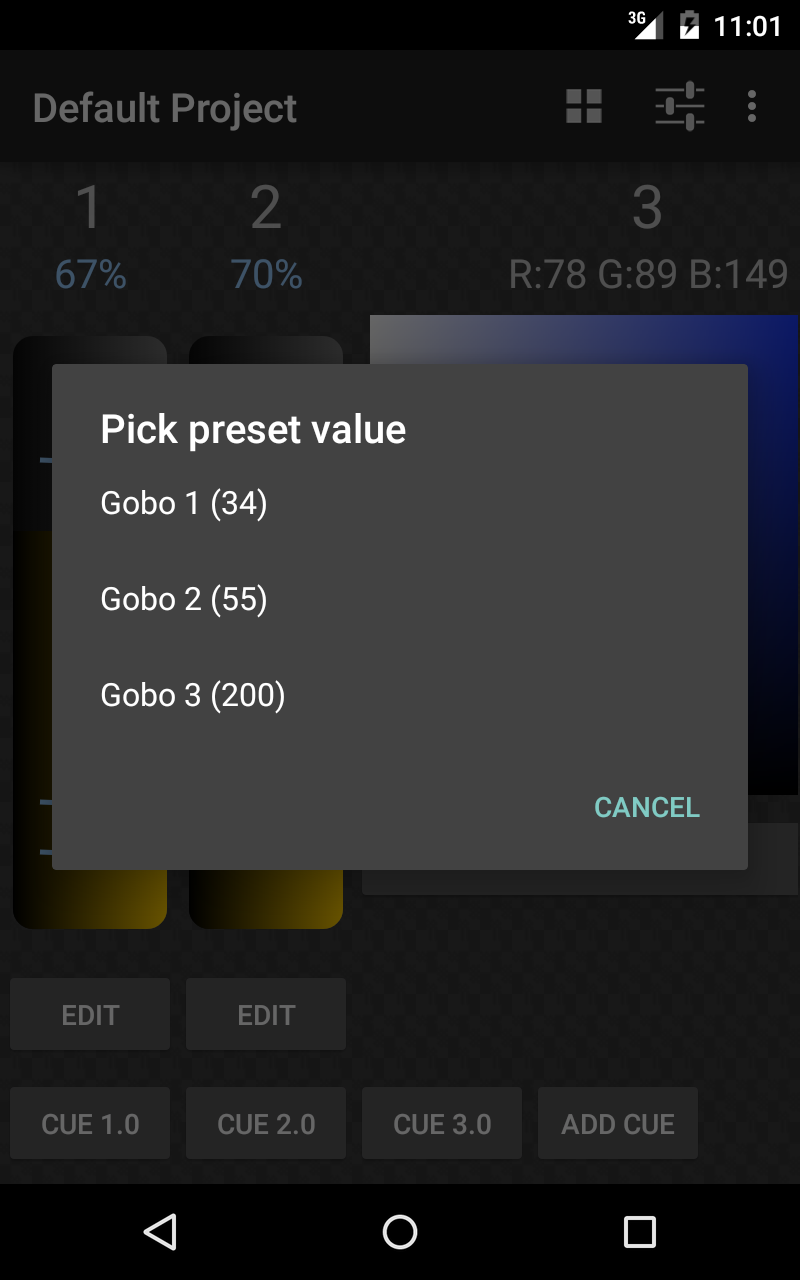 3G 11:01
Default Project
1 2 3
67% 70% R:78 G:89 B:149
Pick preset value
Gobo 1 (34)
Gobo 2 (55)
Gobo 3 (200)
CANCEL
EDIT EDIT
CUE 1.0 CUE 2.0 CUE 3.0 ADD CUE